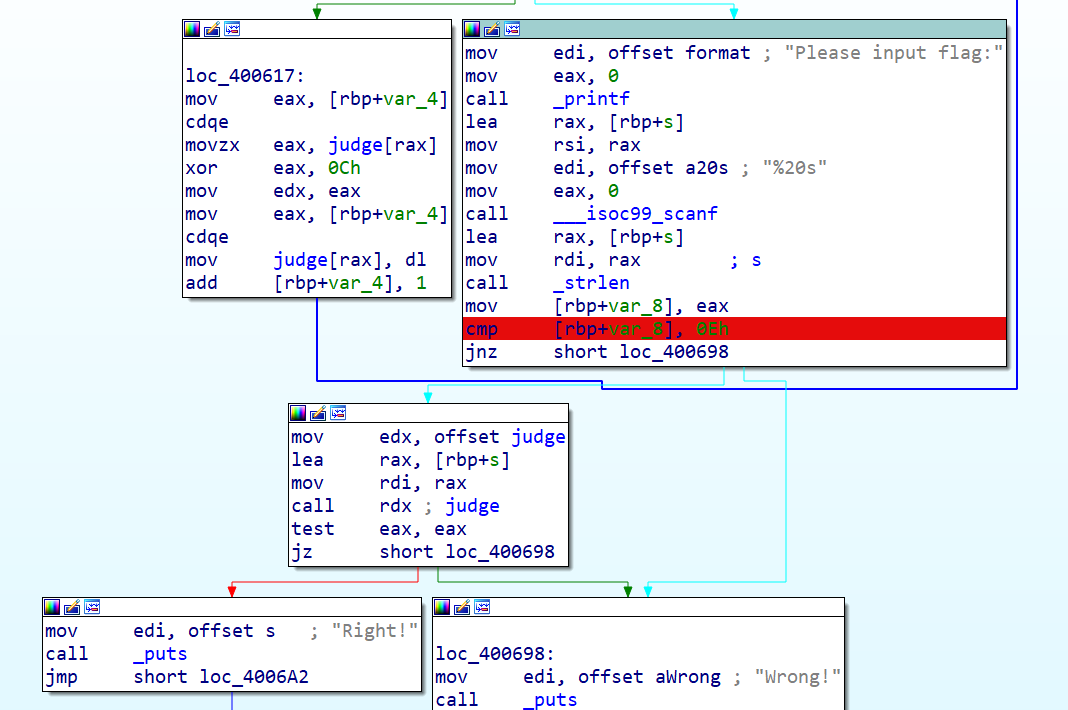 loc_400617:
mov eax, [rbp+var_4]
cdqe
movzx eax, judge[rax]
xor eax, 0Ch
mov edx, eax
mov eax, [rbp+var_4]
cdqe
mov judge[rax], dl
add [rbp+var_4], 1
mov edi, offset format ; "Please input flag:"
mov eax, 0
call _printf
lea rax, [rbp+s]
mov rsi, rax
mov edi, offset a20s ; "%20s"
mov eax, 0
call ___isoc99_scanf
lea rax, [rbp+s]
mov rdi, rax ; s
call _strlen
mov [rbp+var_8], eax
cmp [rbp+var_8], 0Eh
jnz short loc_400698
mov edx, offset judge
lea rax, [rbp+s]
mov rdi, rax
call rdx ; judge
test eax, eax
jz short loc_400698
mov edi, offset s ; "Right!"
call _puts
jmp short loc_4006A2
loc_400698:
mov edi, offset aWrong ; "Wrong!"
call _puts